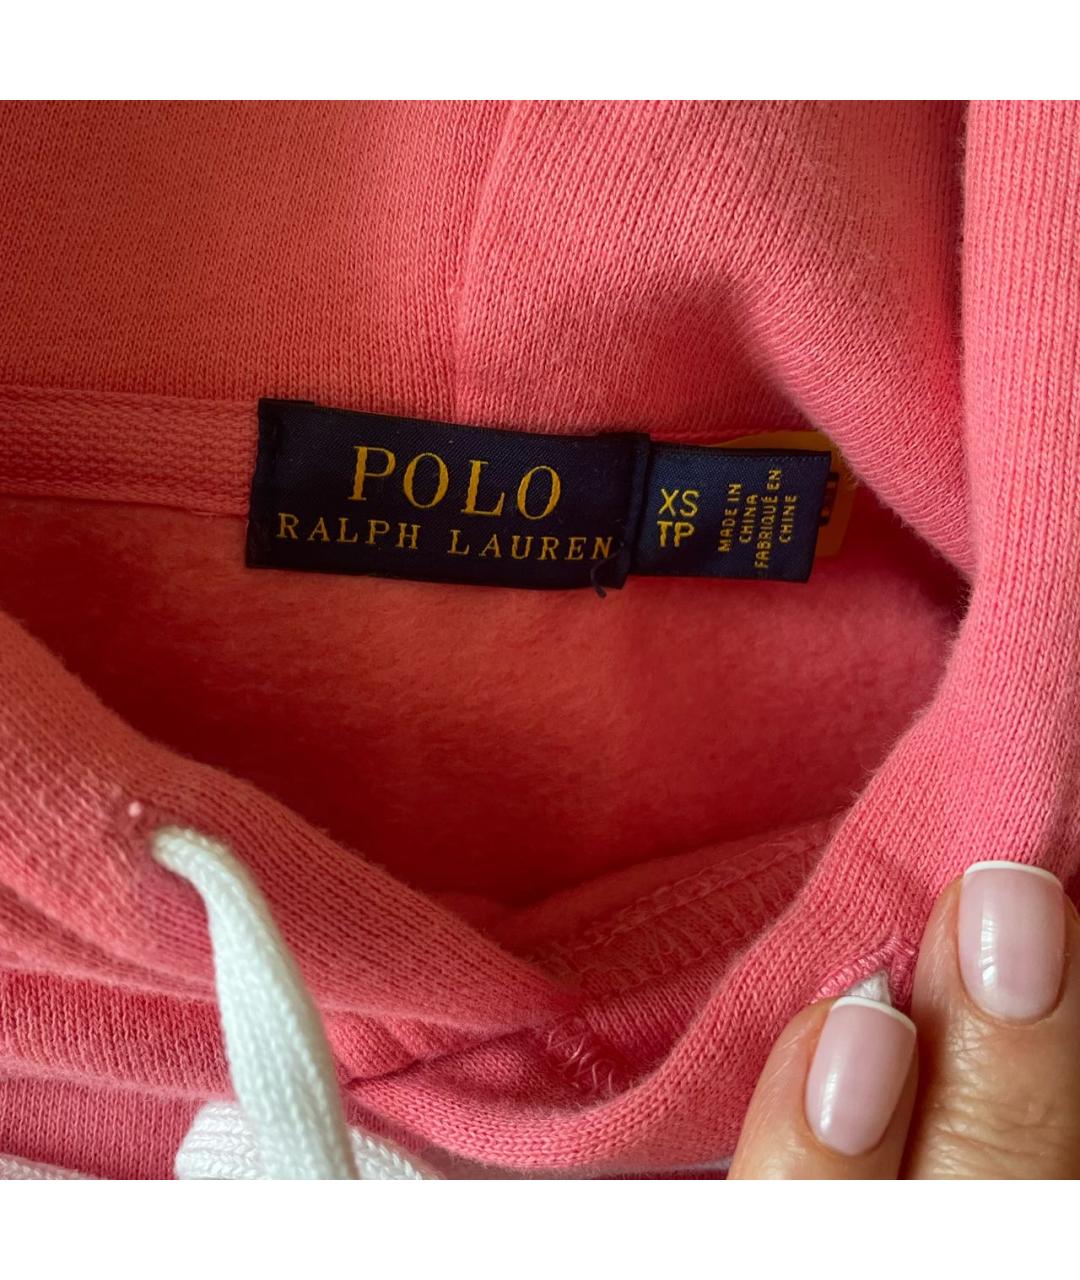 POLO
RALPH LAUREN
XS
TP
MADE IN
CHINA
FABRIQUÉ EN
CHINE